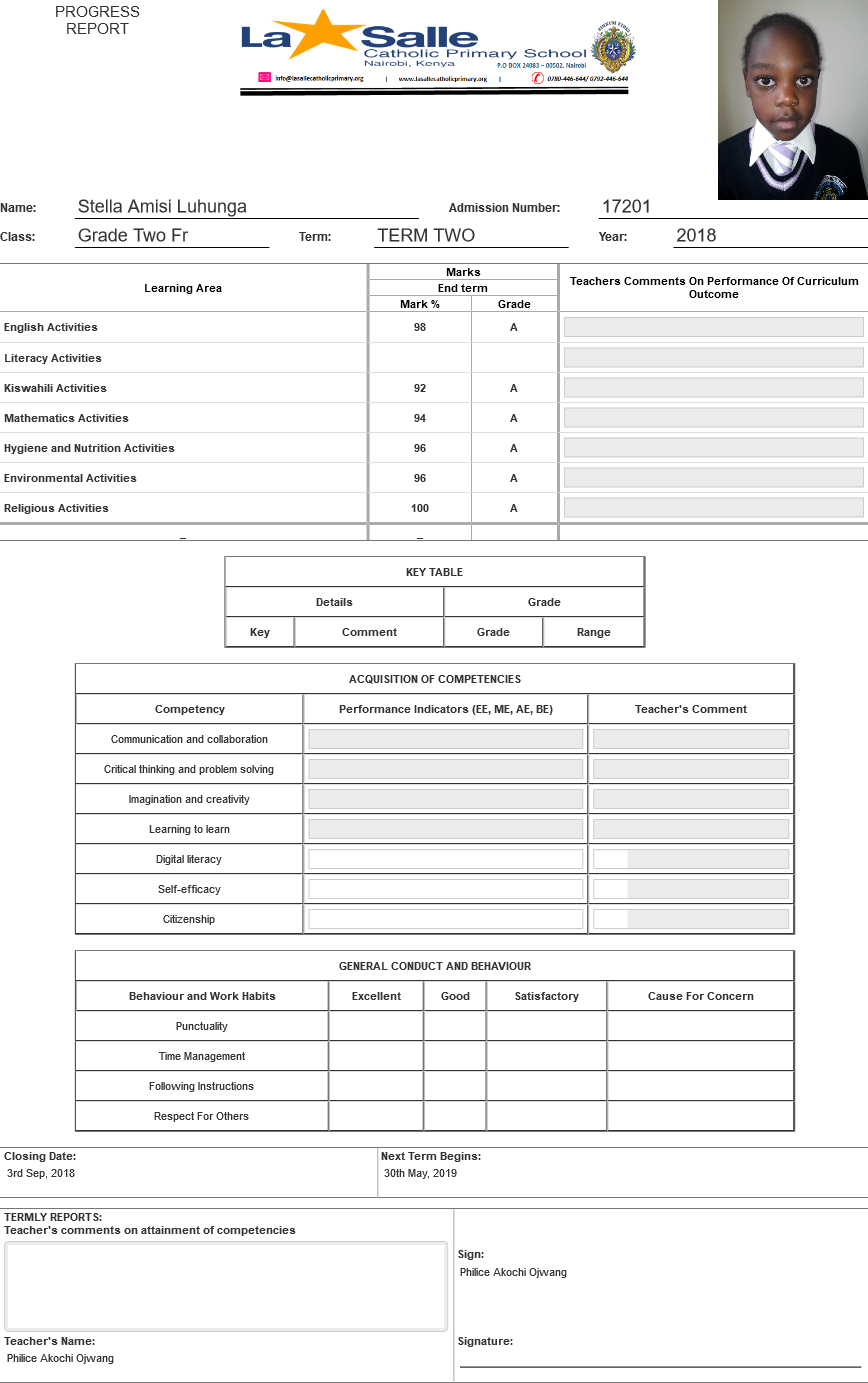 PROGRESS
REPORT
La Salle
Catholic Primary School
Nairobi, Kenya
P.O BOX 24083 – 00502, Nairobi
info@lasallecatholicprimary.org | www.lasallecatholicprimary.org | 0780-446-644/ 0792-446-644
Name: Stella Amisi Luhunga Admission Number: 17201
Class: Grade Two Fr Term: TERM TWO Year: 2018
Learning Area Marks Teachers Comments On Performance Of Curriculum Outcome
End term
Mark % Grade
English Activities 98 A
Literacy Activities
Kiswahili Activities 92 A
Mathematics Activities 94 A
Hygiene and Nutrition Activities 96 A
Environmental Activities 96 A
Religious Activities 100 A
_ _
KEY TABLE
Details Grade
Key Comment Grade Range
ACQUISITION OF COMPETENCIES
Competency Performance Indicators (EE, ME, AE, BE) Teacher's Comment
Communication and collaboration
Critical thinking and problem solving
Imagination and creativity
Learning to learn
Digital literacy
Self-efficacy
Citizenship
GENERAL CONDUCT AND BEHAVIOUR
Behaviour and Work Habits Excellent Good Satisfactory Cause For Concern
Punctuality
Time Management
Following Instructions
Respect For Others
Closing Date: Next Term Begins:
3rd Sep, 2018 30th May, 2019
TERMLY REPORTS:
Teacher's comments on attainment of competencies
Sign:
Philice Akochi Ojwang
Teacher's Name: Signature:
Philice Akochi Ojwang